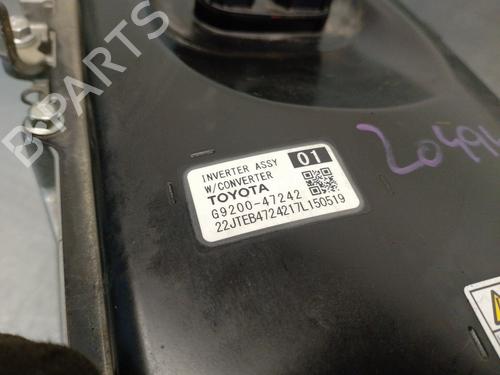 INVERTER ASSY 01
W/CONVERTER
TOYOTA
G9200-47242
22JTEB4724217L150519
B-PARTS